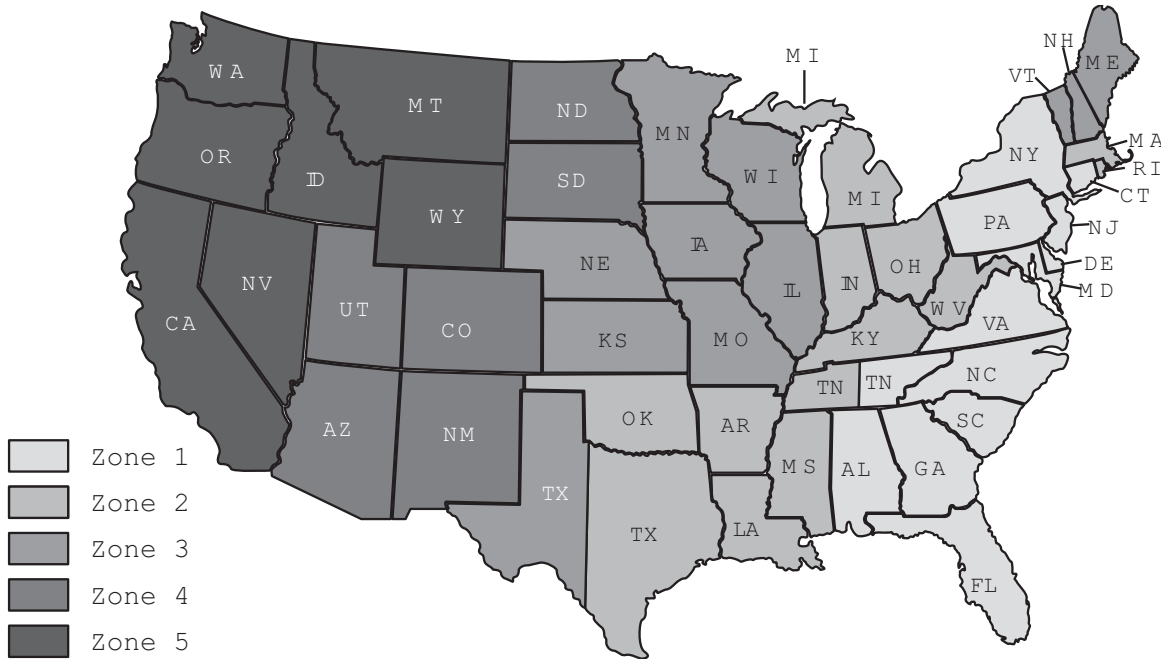 WA
MT
ND
MN
MI
NH
ME
VT
OR
ID
WY
SD
WI
MI
NY
MA
RI
CT
NV
CA
UT
CO
NE
IA
IL
IN
OH
PA
NJ
DE
MD
WV
VA
KS
MO
KY
AZ
NM
OK
AR
TN
TN
NC
SC
TX
TX
LA
MS
AL
GA
FL
Zone 1
Zone 2
Zone 3
Zone 4
Zone 5